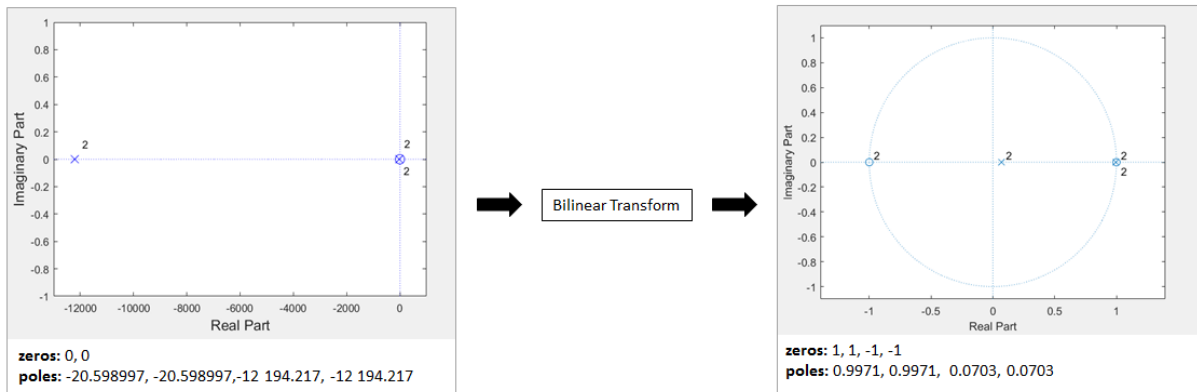 1
0.8
0.6
0.4
0.2
0
-0.2
-0.4
-0.6
-0.8
-1
Imaginary Part
2
2
2
-12000 -10000 -8000 -6000 -4000 -2000 0
Real Part
zeros: 0, 0
poles: -20.598997, -20.598997,-12 194.217, -12 194.217
Bilinear Transform
1
0.8
0.6
0.4
0.2
0
-0.2
-0.4
-0.6
-0.8
-1
Imaginary Part
2
2
2
2
-1 -0.5 0 0.5 1
Real Part
zeros: 1, 1, -1, -1
poles: 0.9971, 0.9971, 0.0703, 0.0703